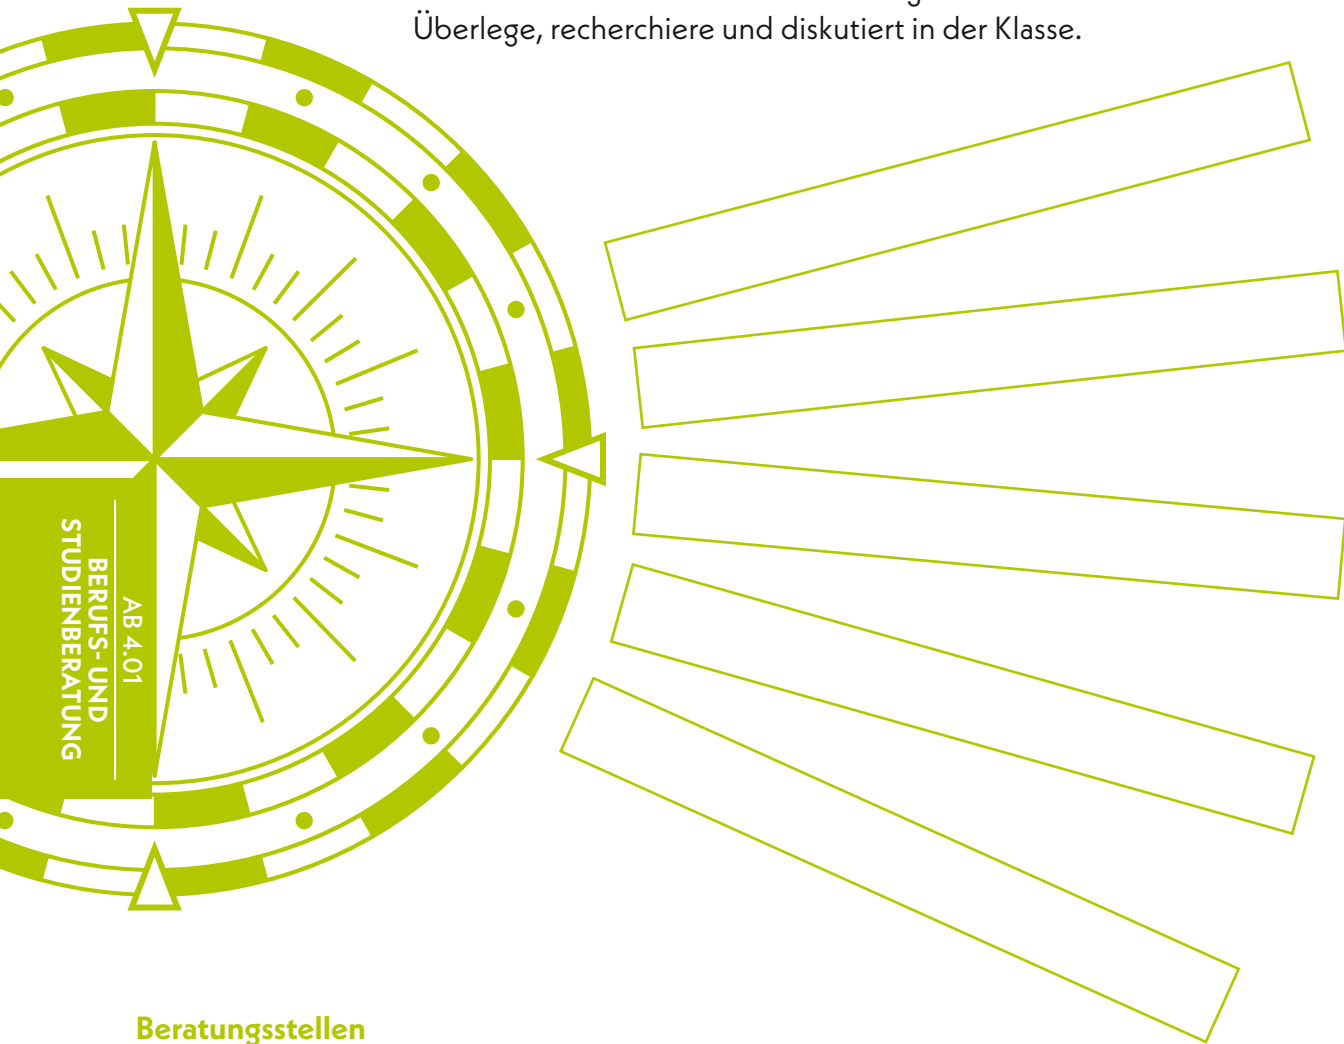 Überlege, recherchiere und diskutiert in der Klasse.
AB 4.01
BERUFS- UND
STUDIENBERATUNG
Beratungsstellen